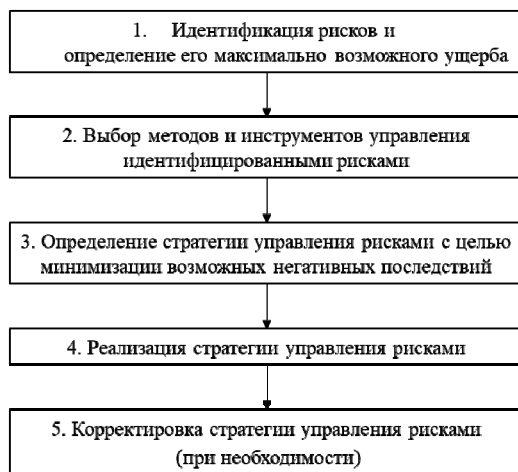 1. Идентификация рисков и
определение его максимально возможного ущерба
2. Выбор методов и инструментов управления
идентифицированными рисками
3. Определение стратегии управления рисками с целью
минимизации возможных негативных последствий
4. Реализация стратегии управления рисками
5. Корректировка стратегии управления рисками
(при необходимости)